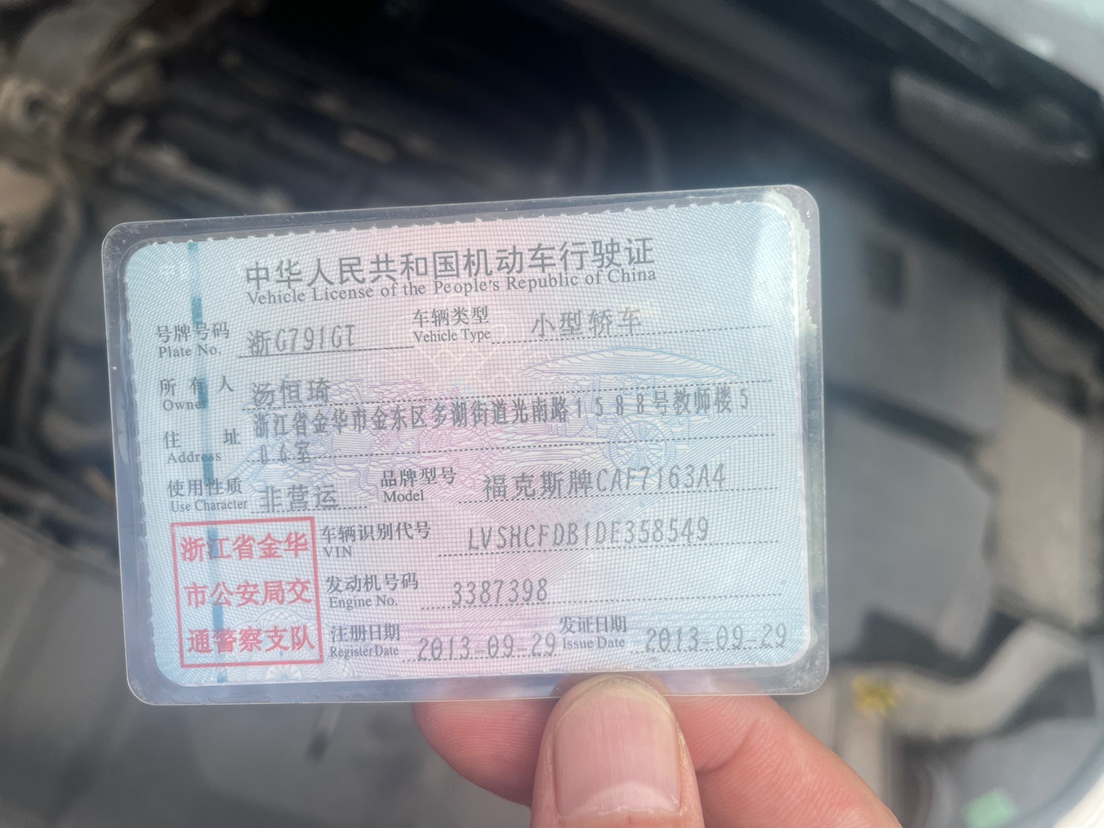 中华人民共和国机动车行驶证
Vehicle License of the People's Republic of China
号牌号码 浙G791GT 车辆类型 小型轿车
Plate No. Vehicle Type
所有人 汤恒琦
Owner
浙江省金华市金东区多湖街道光南路1588号教师楼5
住址 04室
Address
使用性质 非营运 品牌型号 福克斯牌CAF7163A4
Use Character Model
浙江省金华
市公安局交
通警察支队
车辆识别代号 LVSHCFDB1DE358549
VIN
发动机号码 3387398
Engine No.
注册日期 2013-09-29 发证日期 2013-09-29
Register Date Issue Date